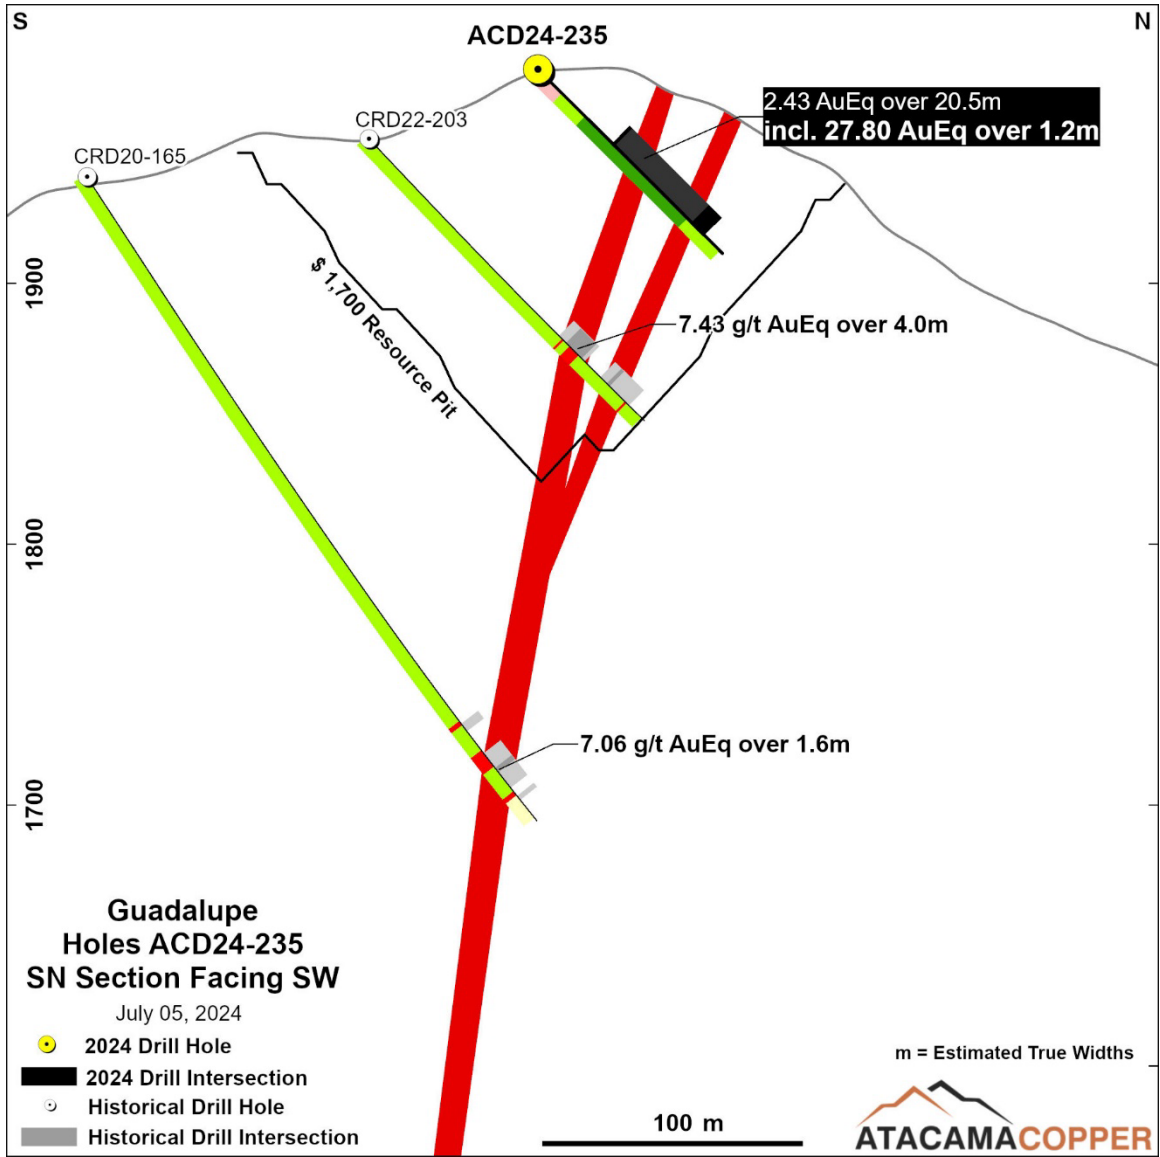 S
N
ACD24-235
2.43 AuEq over 20.5m
incl. 27.80 AuEq over 1.2m
CRD22-203
CRD20-165
$ 1,700 Resource Pit
1900
7.43 g/t AuEq over 4.0m
1800
7.06 g/t AuEq over 1.6m
1700
Guadalupe
Holes ACD24-235
SN Section Facing SW
July 05, 2024
2024 Drill Hole
2024 Drill Intersection
Historical Drill Hole
Historical Drill Intersection
100 m
m = Estimated True Widths
ATACAMACOPPER